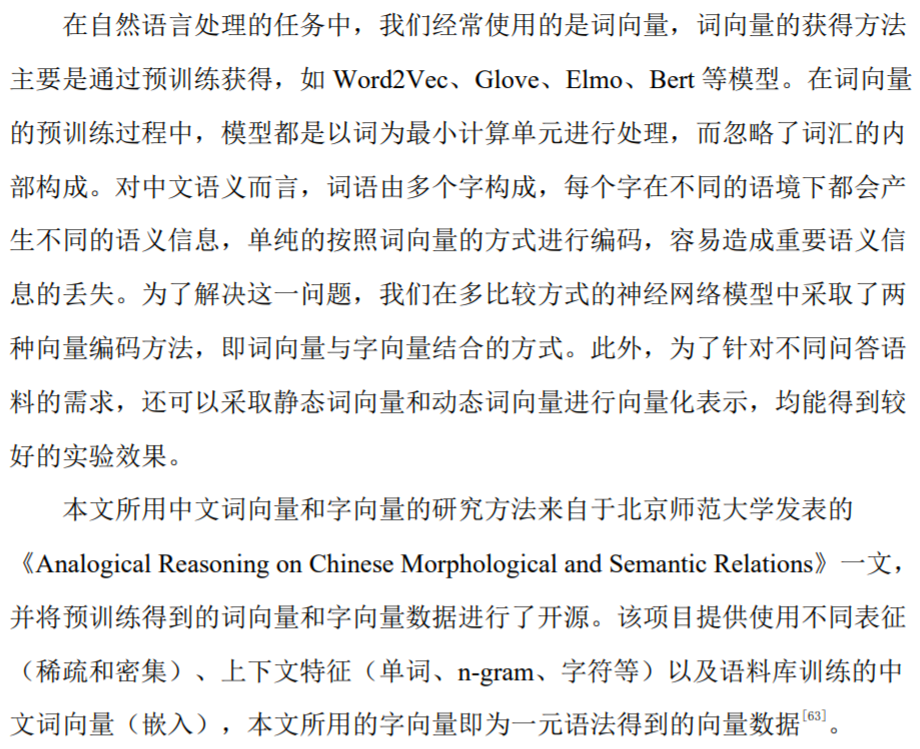 在自然语言处理的任务中，我们经常使用的是词向量，词向量的获得方法
主要是通过预训练获得，如 Word2Vec、Glove、Elmo、Bert 等模型。在词向量
的预训练过程中，模型都是以词为最小计算单元进行处理，而忽略了词汇的内
部构成。对中文语义而言，词语由多个字构成，每个字在不同的语境下都会产
生不同的语义信息，单纯的按照词向量的方式进行编码，容易造成重要语义信
息的丢失。为了解决这一问题，我们在多比较方式的神经网络模型中采取了两
种向量编码方法，即词向量与字向量结合的方式。此外，为了针对不同问答语
料的需求，还可以采取静态词向量和动态词向量进行向量化表示，均能得到较
好的实验效果。
本文所用中文词向量和字向量的研究方法来自于北京师范大学发表的
《Analogical Reasoning on Chinese Morphological and Semantic Relations》一文，
并将预训练得到的词向量和字向量数据进行了开源。该项目提供使用不同表征
（稀疏和密集）、上下文特征（单词、n-gram、字符等）以及语料库训练的中
文词向量（嵌入），本文所用的字向量即为一元语法得到的向量数据[63]。